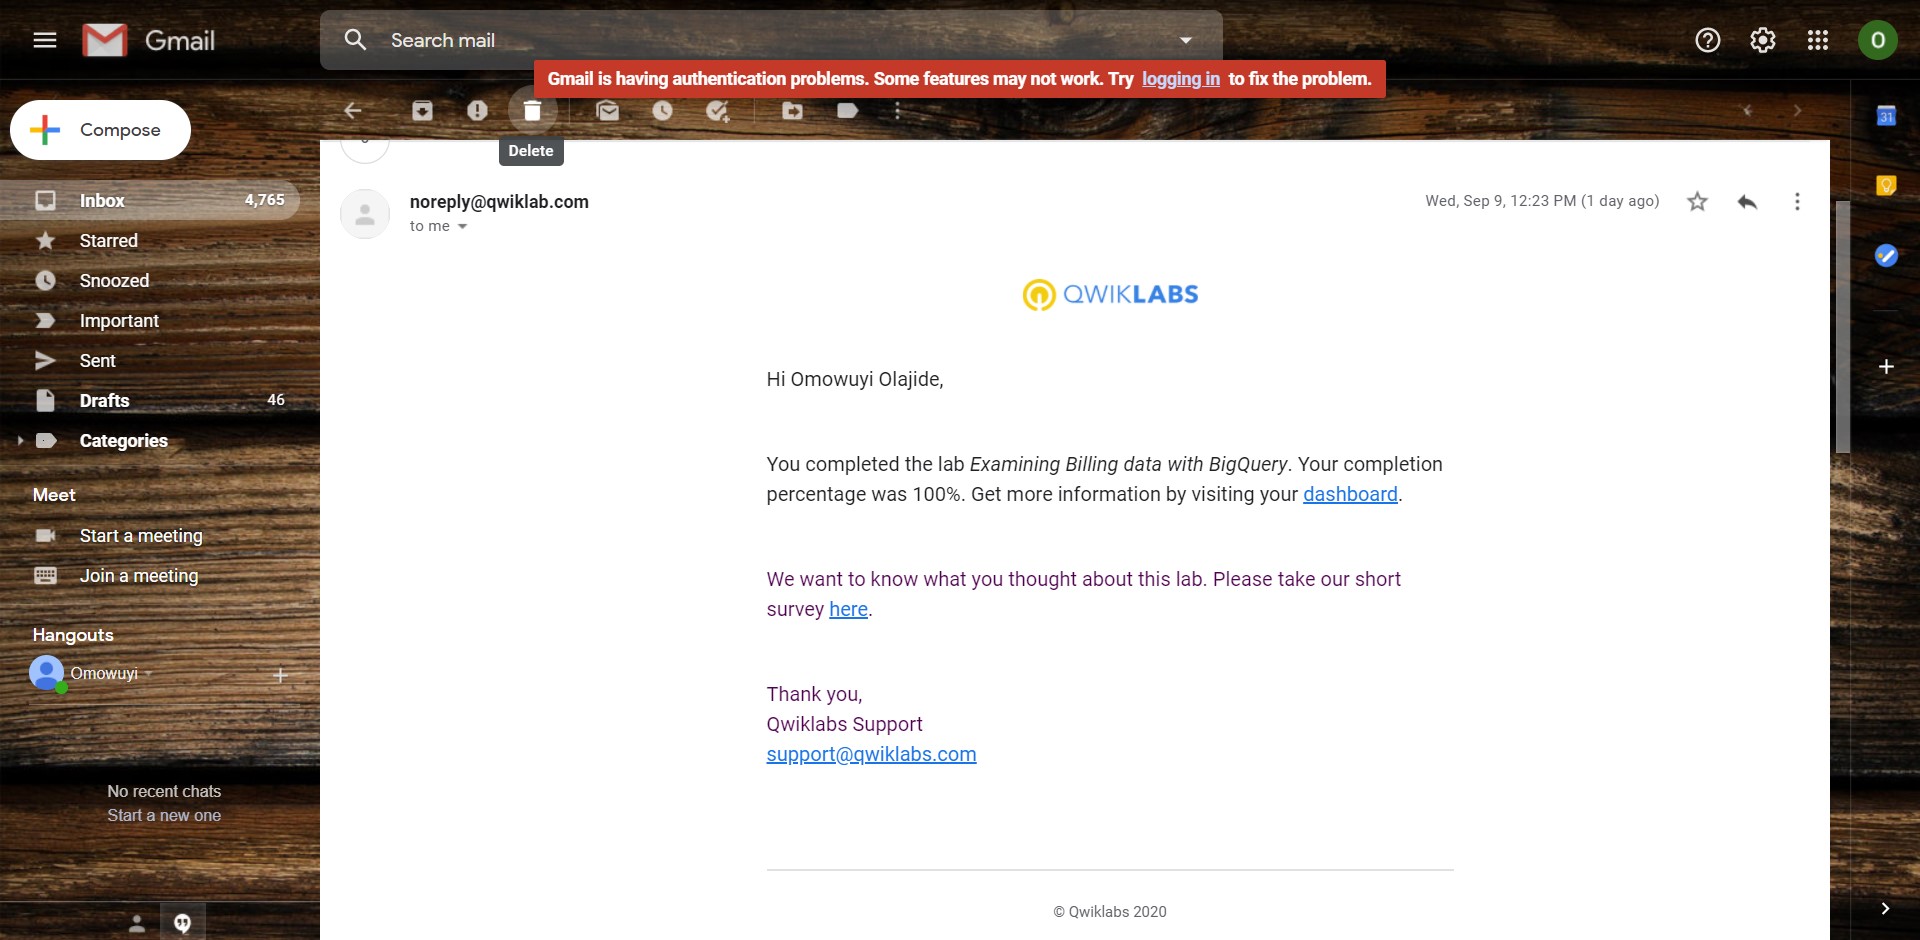 Gmail
Search mail
O
Gmail is having authentication problems. Some features may not work. Try logging in to fix the problem.
Compose
Delete
31
Inbox 4,765
Starred
Snoozed
Important
Sent
Drafts 46
Categories
Meet
Start a meeting
Join a meeting
Hangouts
Omowuyi
No recent chats
Start a new one
noreply@qwiklab.com
to me
Wed, Sep 9, 12:23 PM (1 day ago)
QWIKLABS
Hi Omowuyi Olajide,
You completed the lab Examining Billing data with BigQuery. Your completion
percentage was 100%. Get more information by visiting your dashboard.
We want to know what you thought about this lab. Please take our short
survey here.
Thank you,
Qwiklabs Support
support@qwiklabs.com
© Qwiklabs 2020